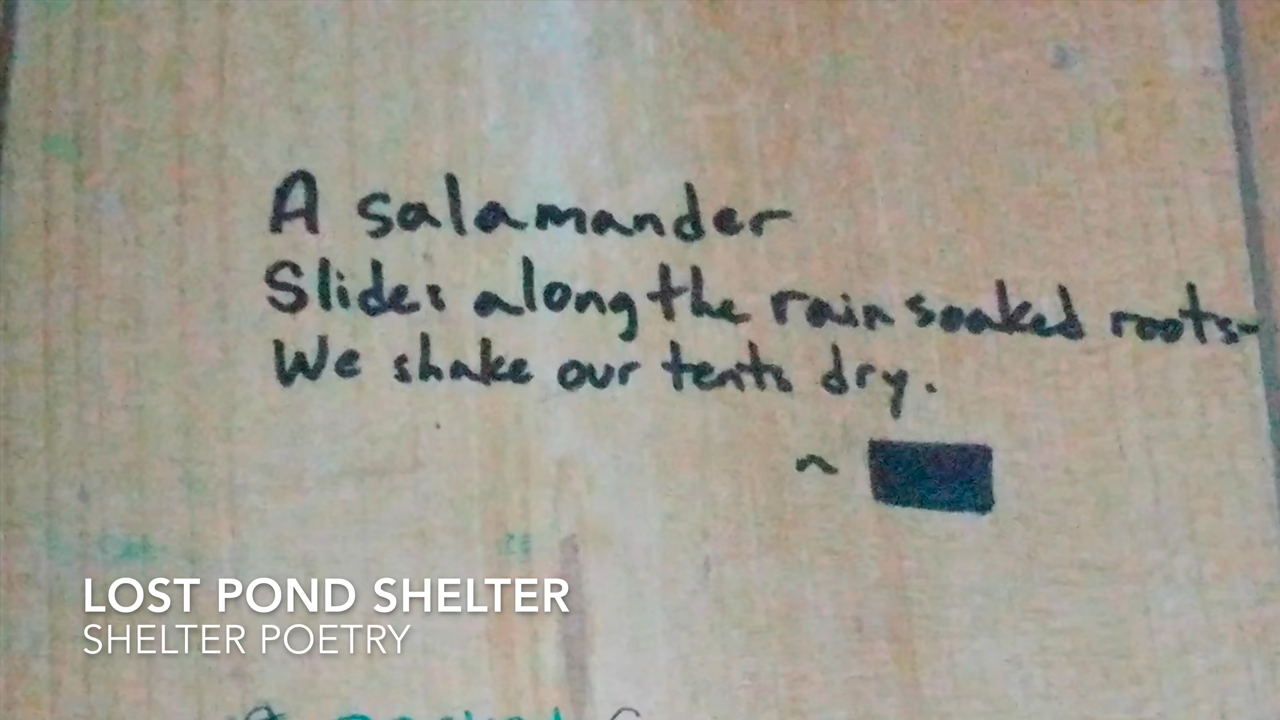 A salamander
Slides along the rain soaked roots-
We shake our tents dry.
~
LOST POND SHELTER
SHELTER POETRY